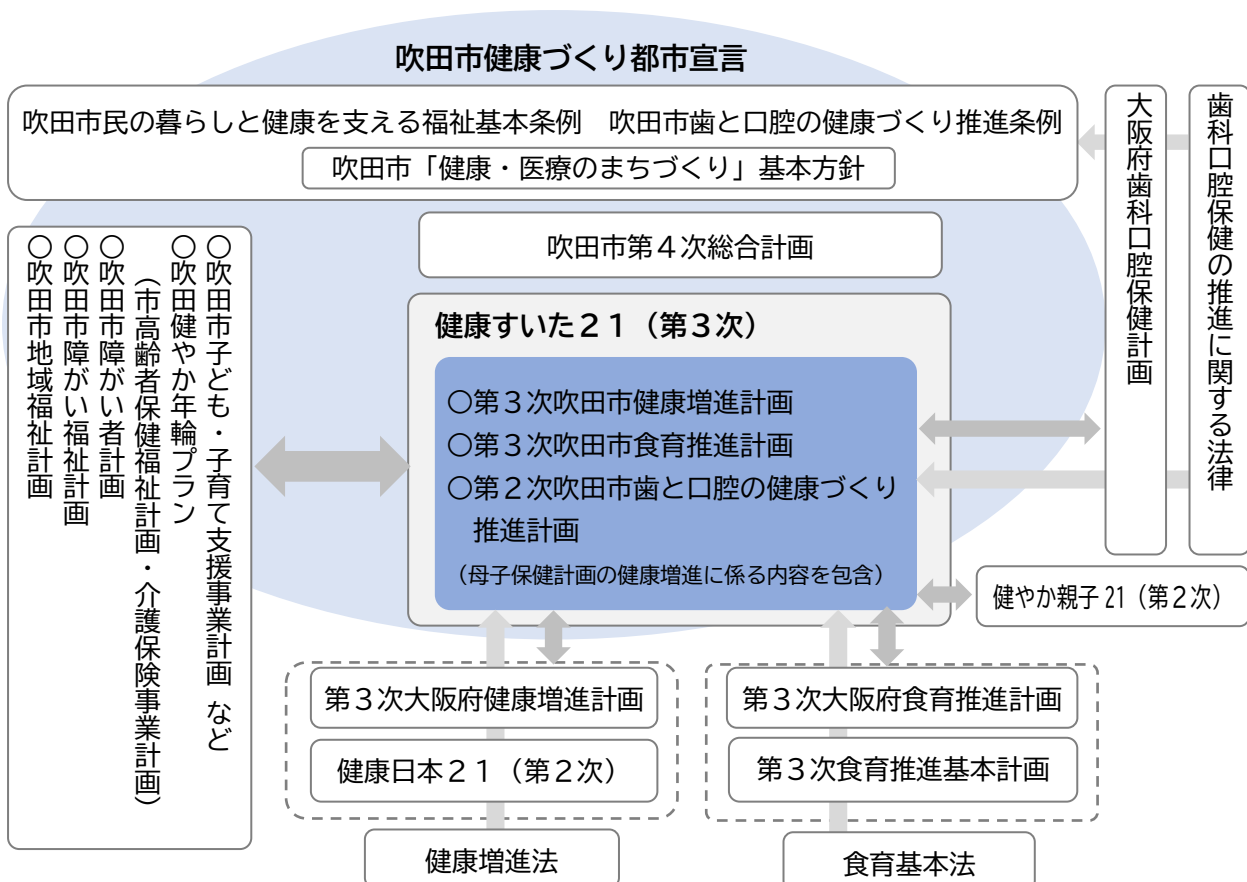 吹田市健康づくり都市宣言
吹田市民の暮らしと健康を支える福祉基本条例　吹田市歯と口腔の健康づくり推進条例
吹田市「健康・医療のまちづくり」基本方針
歯科口腔保健の推進に関する法律
大阪府歯科口腔保健計画
吹田市第４次総合計画
○吹田市子ども・子育て支援事業計画 など
○吹田健やか年輪プラン
（市高齢者保健福祉計画・介護保険事業計画）
○吹田市障がい者計画
○吹田市障がい福祉計画
○吹田市地域福祉計画
健康すいた２１（第３次）
○第３次吹田市健康増進計画
○第３次吹田市食育推進計画
○第２次吹田市歯と口腔の健康づくり
推進計画
（母子保健計画の健康増進に係る内容を包含）
健やか親子21（第２次）
第３次大阪府健康増進計画
健康日本２１（第２次）
健康増進法
第３次大阪府食育推進計画
第３次食育推進基本計画
食育基本法